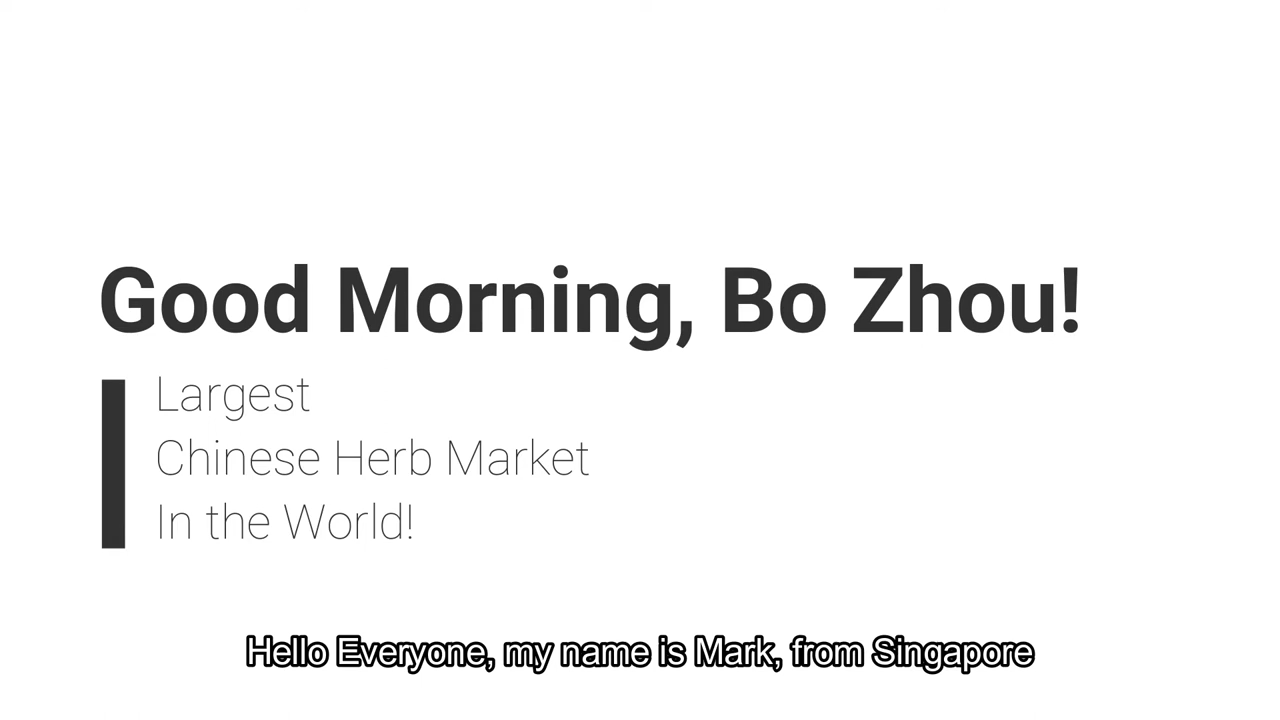 Good Morning, Bo Zhou!
Largest
Chinese Herb Market
In the World!
Hello Everyone, my name is Mark, from Singapore